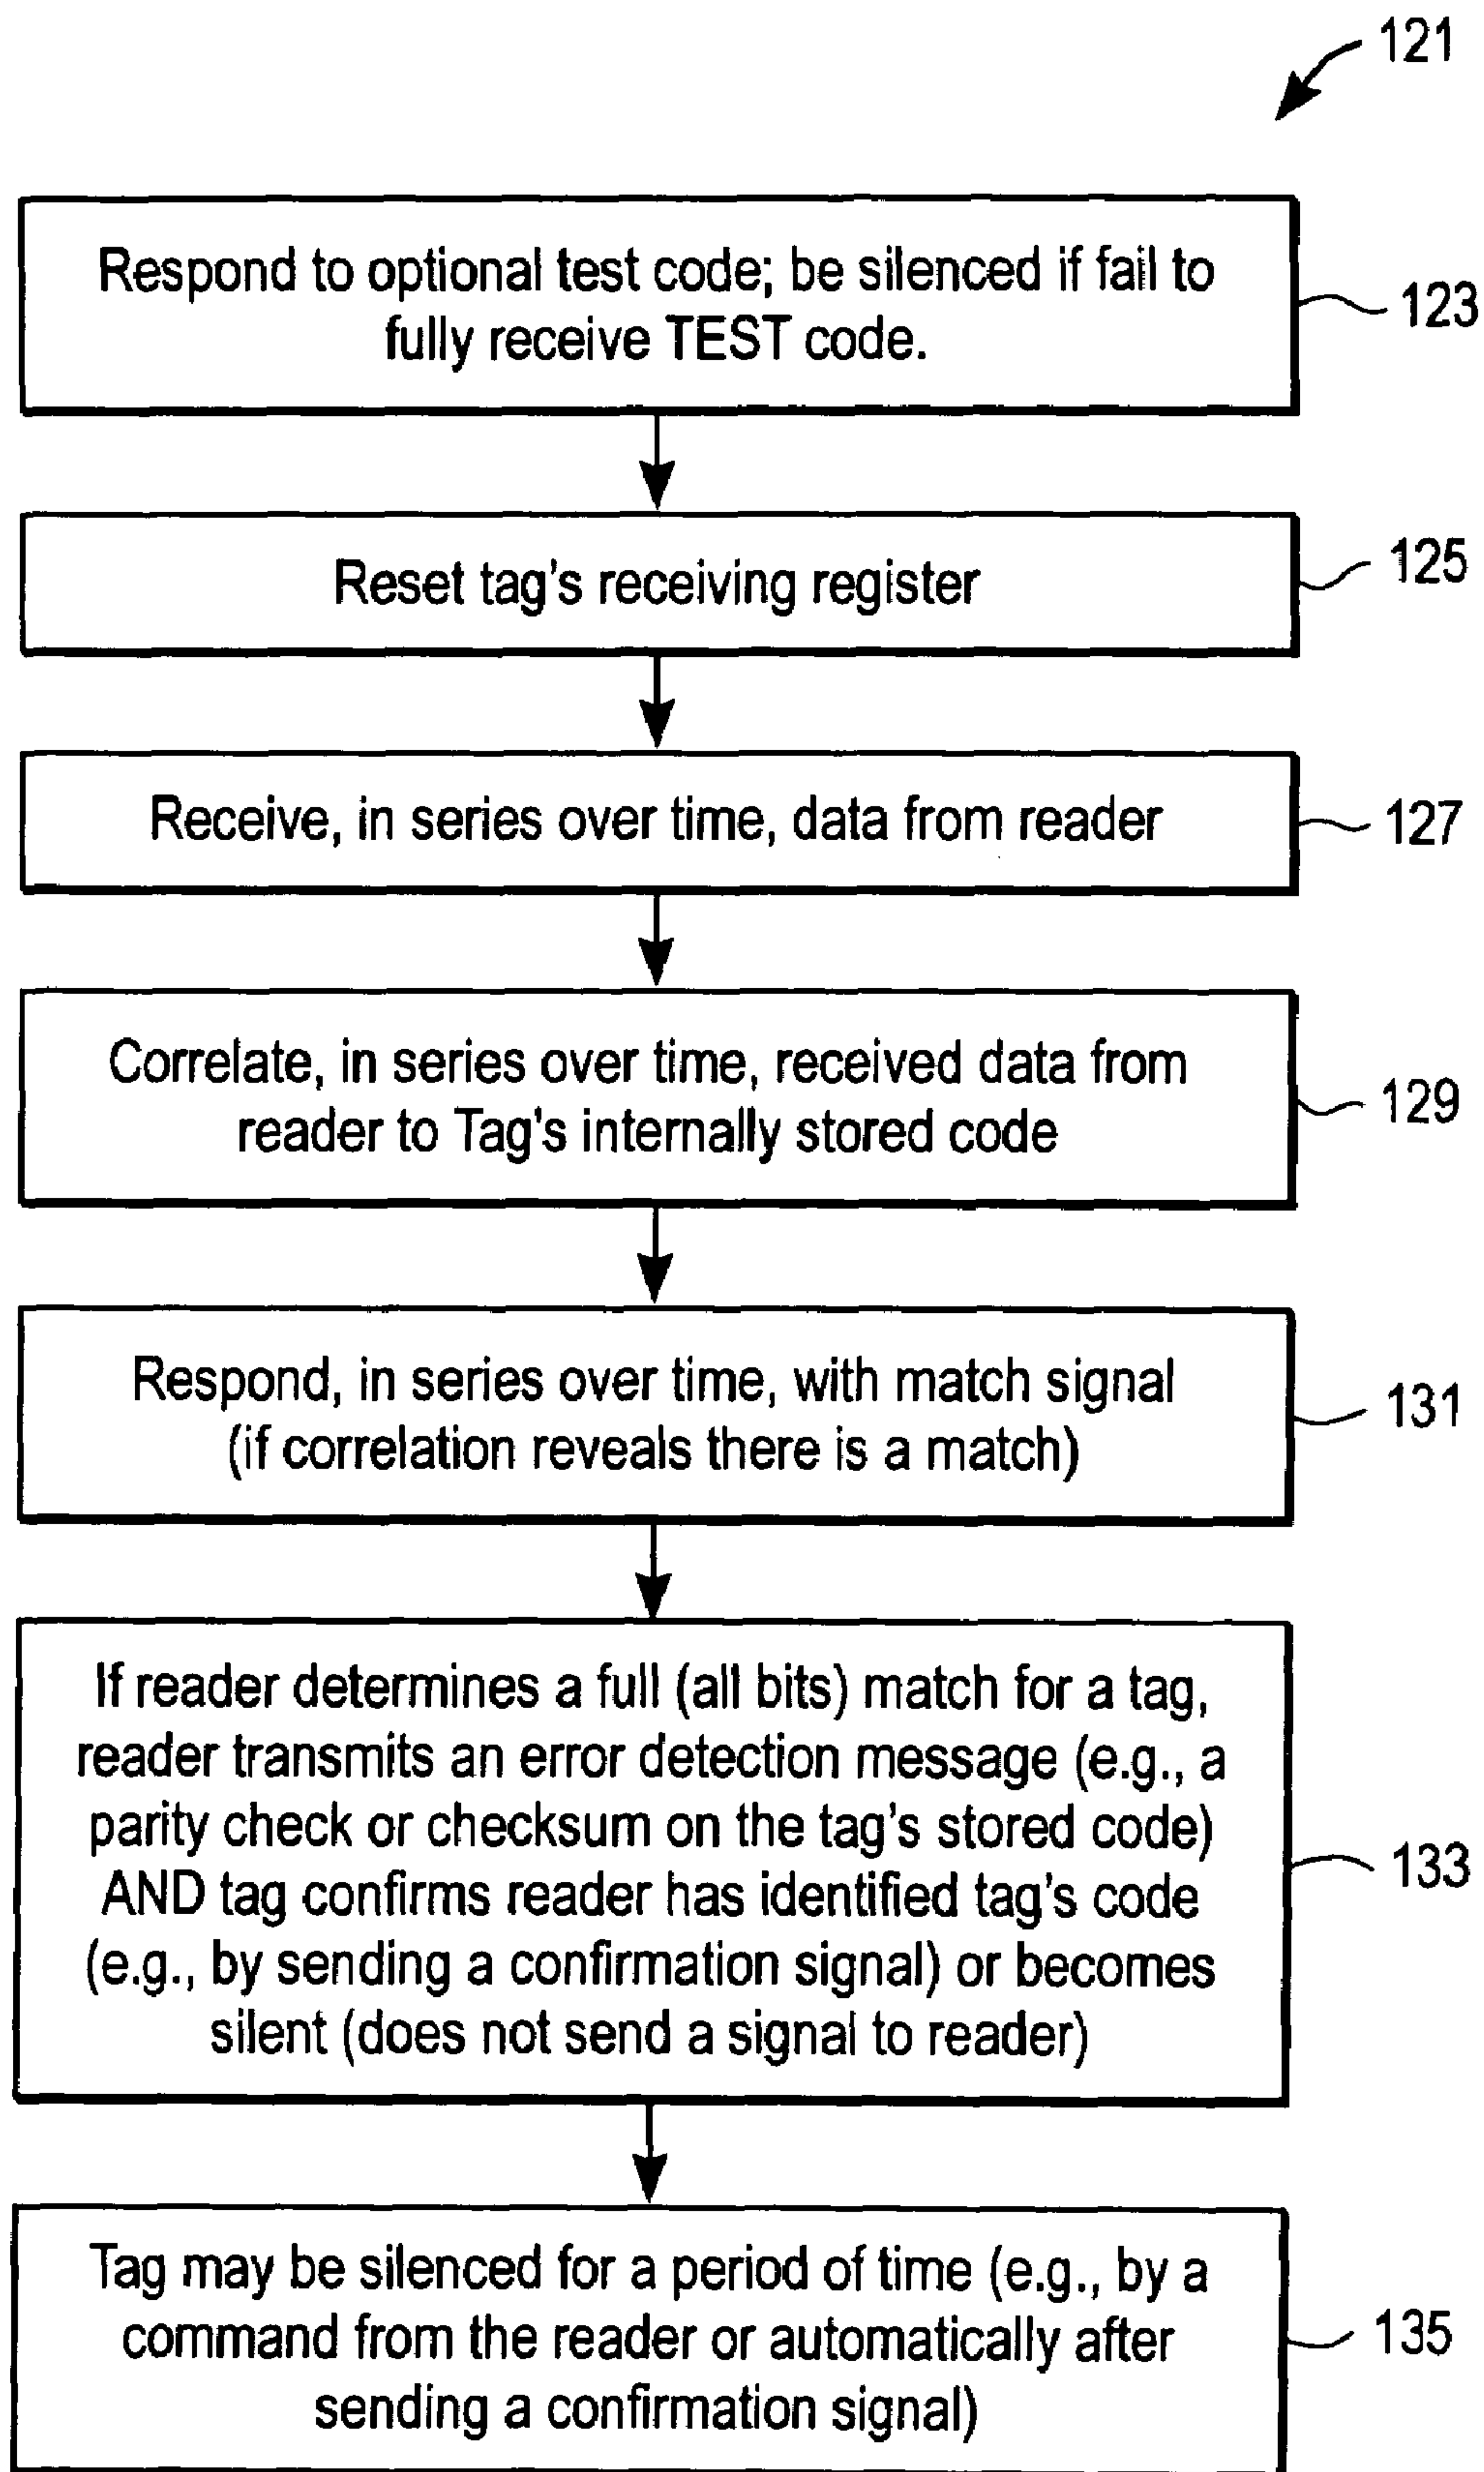 121
Respond to optional test code; be silenced if fail to
fully receive TEST code.
123
Reset tag's receiving register
125
Receive, in series over time, data from reader
127
Correlate, in series over time, received data from
reader to Tag's internally stored code
129
Respond, in series over time, with match signal
(if correlation reveals there is a match)
131
If reader determines a full (all bits) match for a tag,
reader transmits an error detection message (e.g., a
parity check or checksum on the tag's stored code)
AND tag confirms reader has identified tag's code
(e.g., by sending a confirmation signal) or becomes
silent (does not send a signal to reader)
133
Tag may be silenced for a period of time (e.g., by a
command from the reader or automatically after
sending a confirmation signal)
135